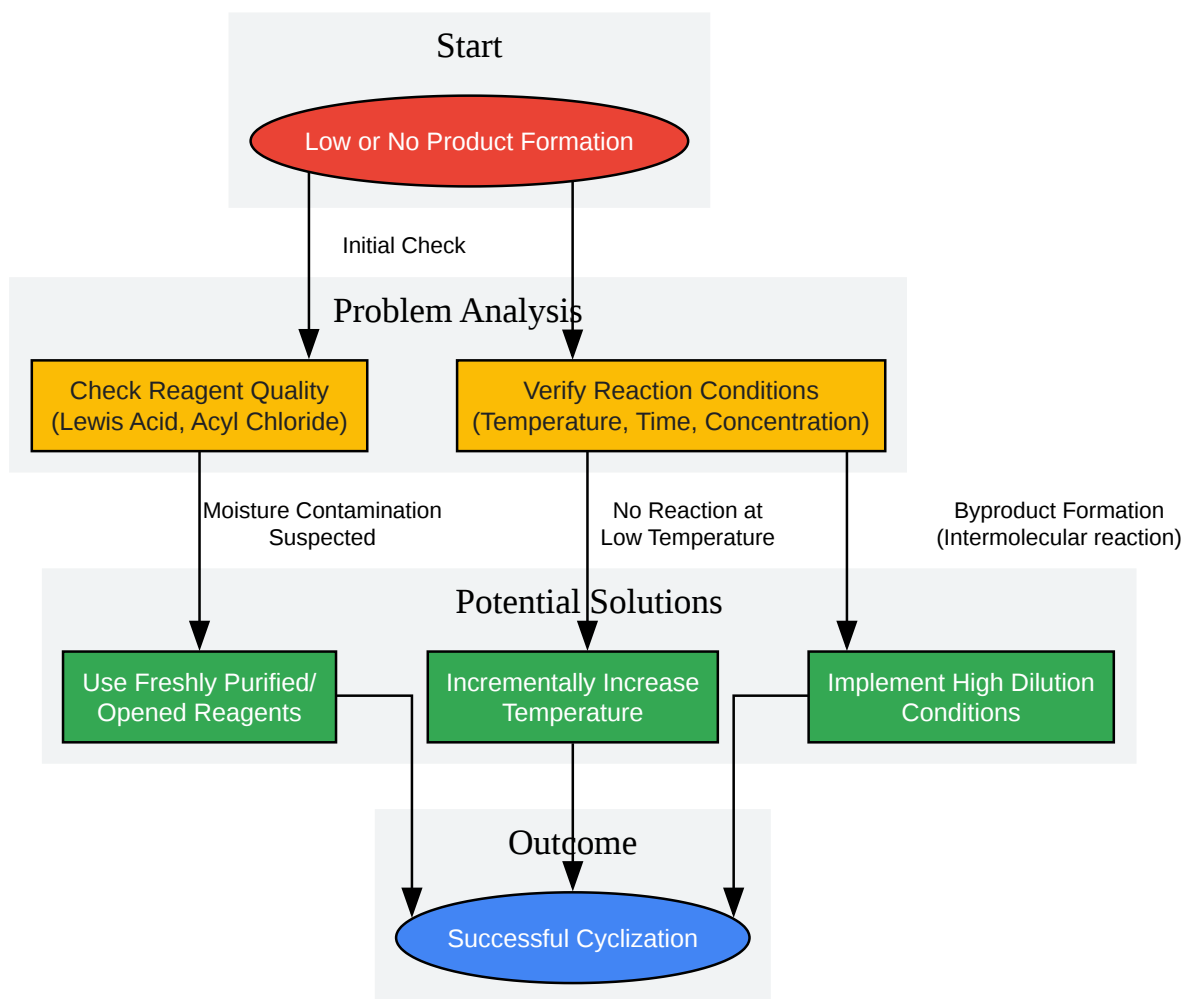 Start
Low or No Product Formation
Initial Check
Problem Analysis
Check Reagent Quality
(Lewis Acid, Acyl Chloride)
Verify Reaction Conditions
(Temperature, Time, Concentration)
Moisture Contamination
Suspected
No Reaction at
Low Temperature
Byproduct Formation
(Intermolecular reaction)
Potential Solutions
Use Freshly Purified/
Opened Reagents
Incrementally Increase
Temperature
Implement High Dilution
Conditions
Outcome
Successful Cyclization